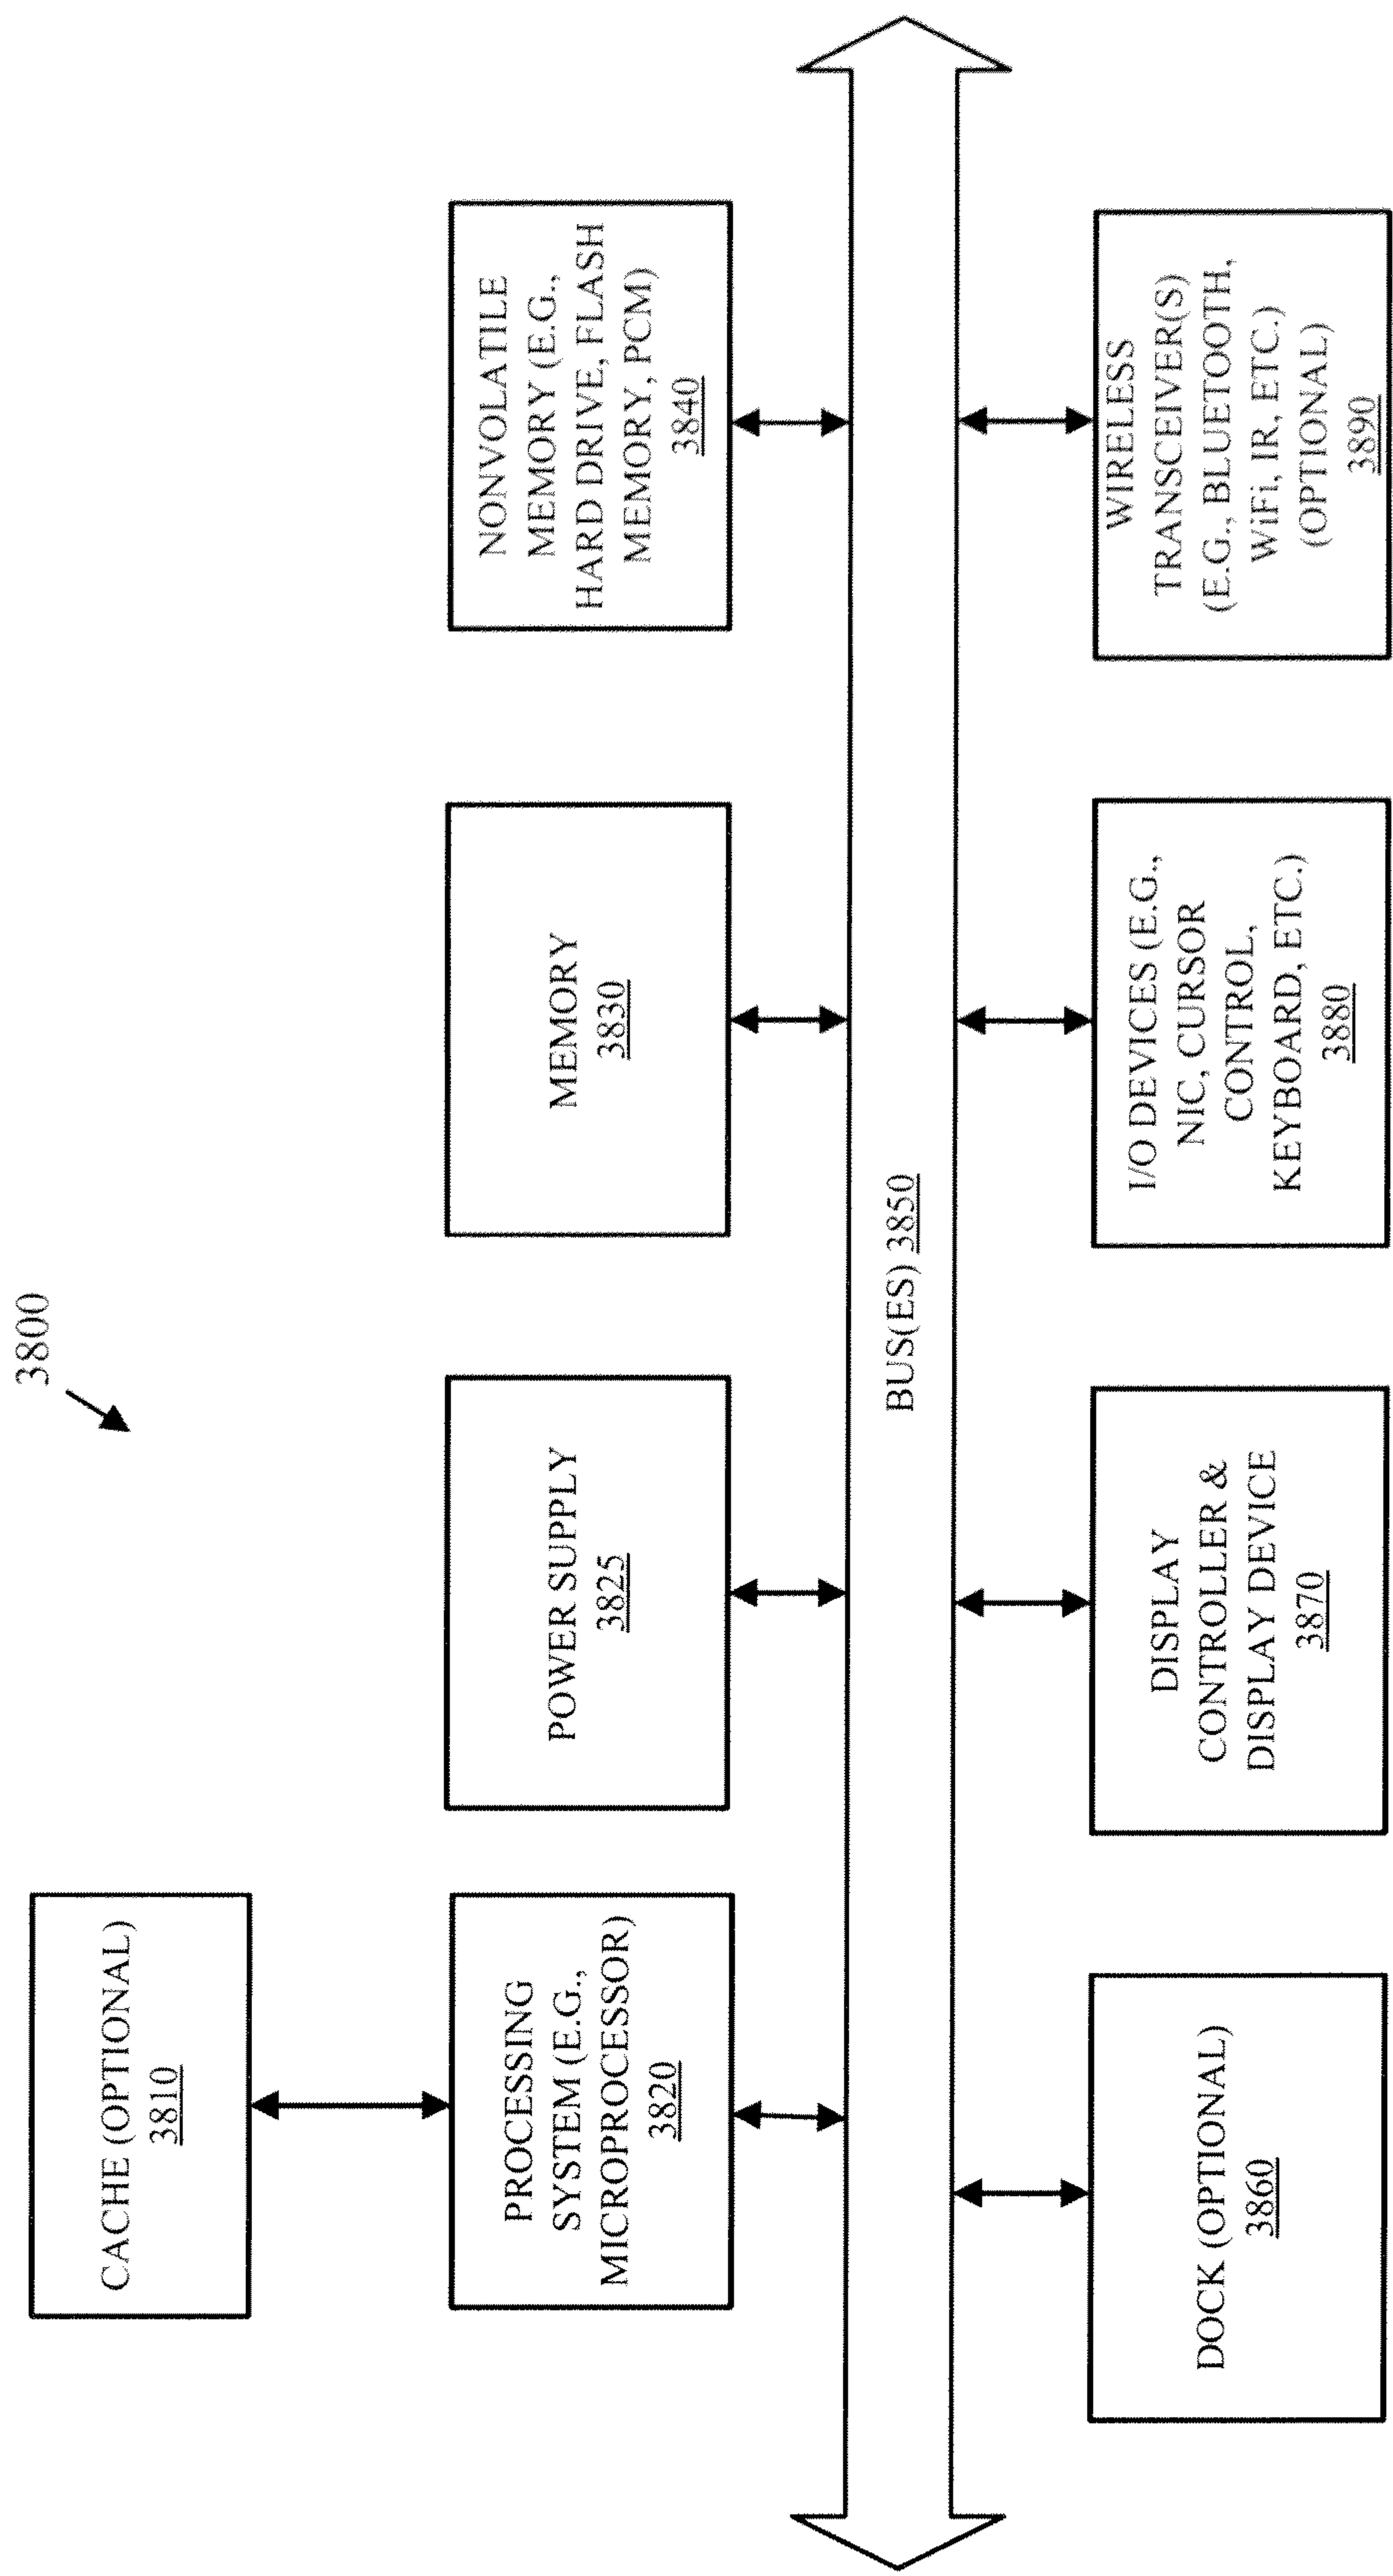 3800
CACHE (OPTIONAL)
3810
PROCESSING
SYSTEM (E.G.,
MICROPROCESSOR)
3820
POWER SUPPLY
3825
MEMORY
3830
NONVOLATILE
MEMORY (E.G.,
HARD DRIVE, FLASH
MEMORY, PCM)
3840
BUS(ES) 3850
DOCK (OPTIONAL)
3860
DISPLAY
CONTROLLER &
DISPLAY DEVICE
3870
I/O DEVICES (E.G.,
NIC, CURSOR
CONTROL,
KEYBOARD, ETC.)
3880
WIRELESS
TRANSCEIVER(S)
(E.G., BLUETOOTH,
WiFi, IR, ETC.)
(OPTIONAL)
3890